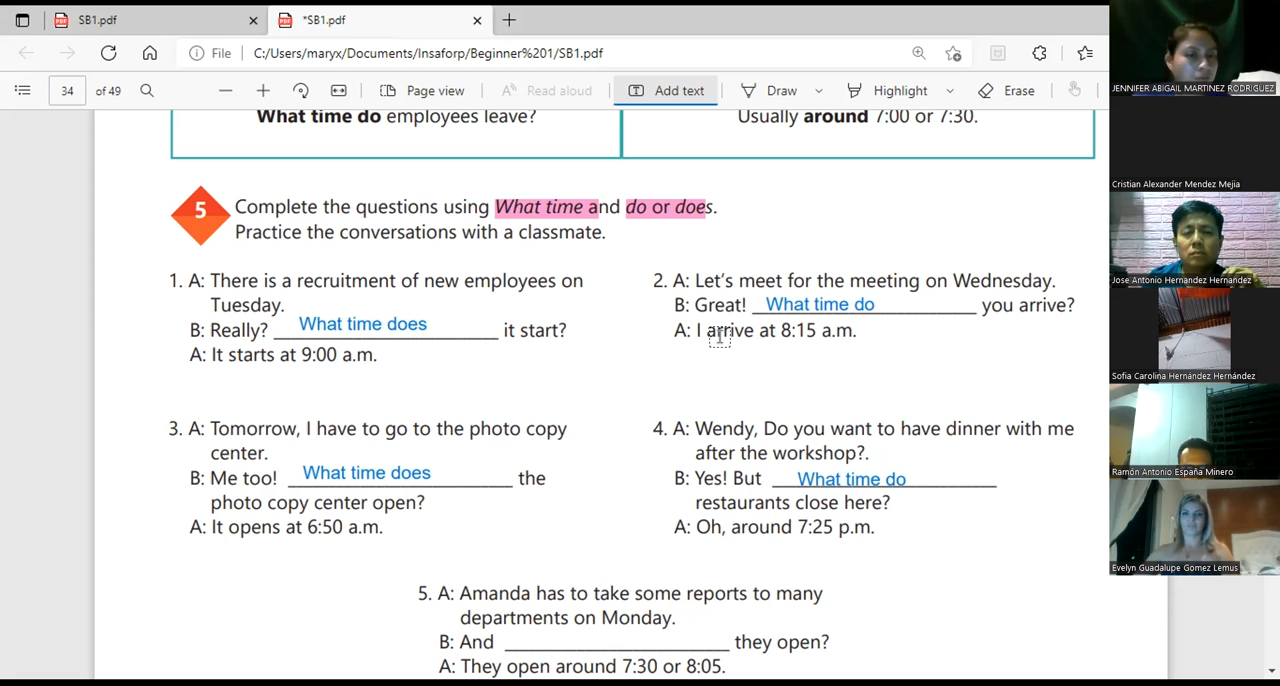 SB1.pdf
*SB1.pdf
File
C:/Users/maryx/Documents/Insaforp/Beginner%201/SB1.pdf
34 of 49
Page view
Read aloud
Add text
Draw
Highlight
Erase
What time do employees leave?
Usually around 7:00 or 7:30.
5
Complete the questions using What time and do or does.
Practice the conversations with a classmate.
1. A: There is a recruitment of new employees on
Tuesday.
B: Really? What time does it start?
A: It starts at 9:00 a.m.
2. A: Let's meet for the meeting on Wednesday.
B: Great! What time do you arrive?
A: I arrive at 8:15 a.m.
3. A: Tomorrow, I have to go to the photo copy
center.
B: Me too! What time does the
photo copy center open?
A: It opens at 6:50 a.m.
4. A: Wendy, Do you want to have dinner with me
after the workshop?.
B: Yes! But What time do
restaurants close here?
A: Oh, around 7:25 p.m.
5. A: Amanda has to take some reports to many
departments on Monday.
B: And ____________________ they open?
A: They open around 7:30 or 8:05.
JENNIFER ABIGAIL MARTINEZ RODRIGUEZ
Cristian Alexander Mendez Mejia
Jose Antonio Hernandez Hernandez
Sofia Carolina Hernández Hernández
Ramón Antonio España Minero
Evelyn Guadalupe Gomez Lemus